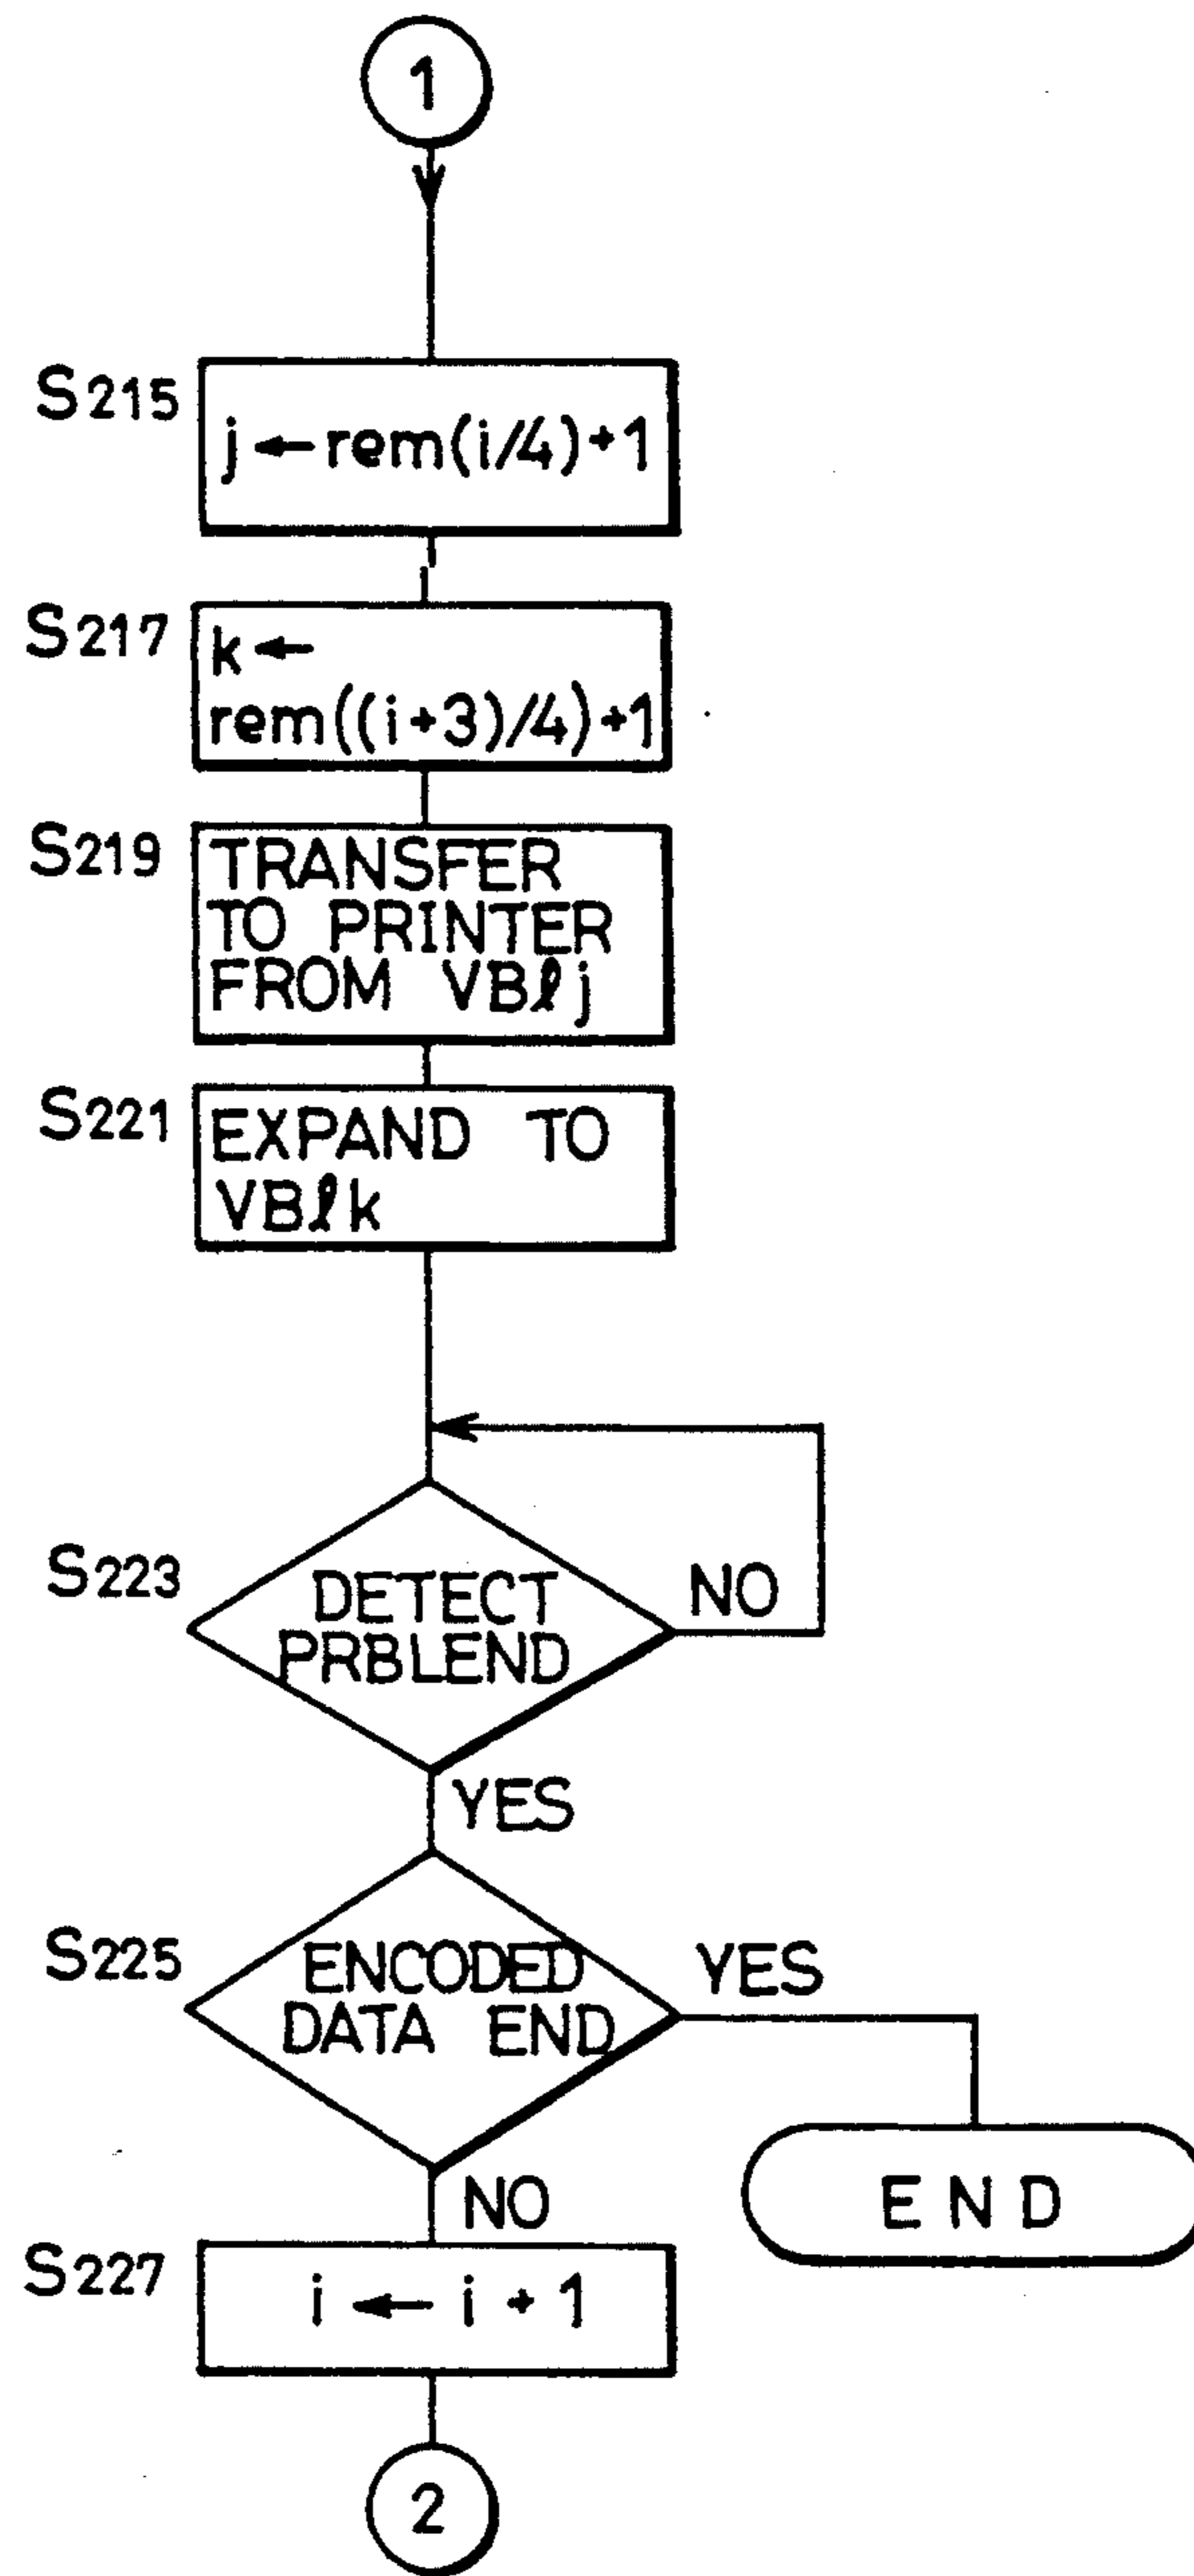 1
S215
j ← rem(i/4)+1
S217
k ←
rem((i+3)/4)+1
S219
TRANSFER
TO PRINTER
FROM VBℓj
S221
EXPAND TO
VBℓk
S223
DETECT
PRBLEND
NO
YES
S225
ENCODED
DATA END
YES
NO
END
S227
i ← i + 1
2